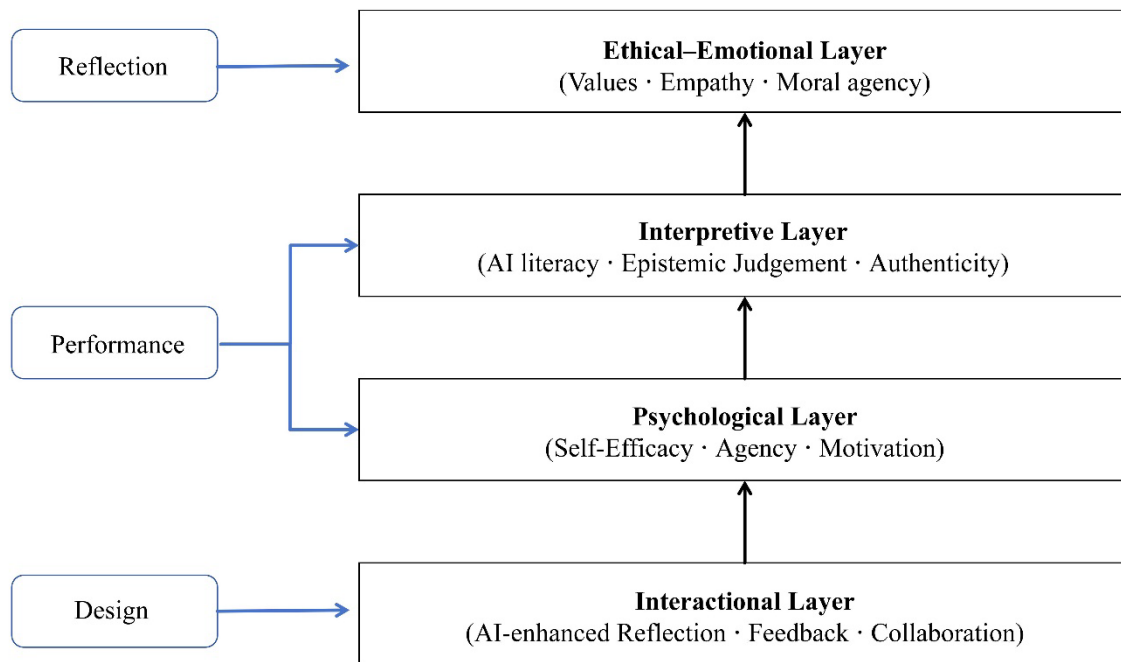 Reflection
Ethical–Emotional Layer
(Values · Empathy · Moral agency)
Interpretive Layer
(AI literacy · Epistemic Judgement · Authenticity)
Performance
Psychological Layer
(Self-Efficacy · Agency · Motivation)
Design
Interactional Layer
(AI-enhanced Reflection · Feedback · Collaboration)